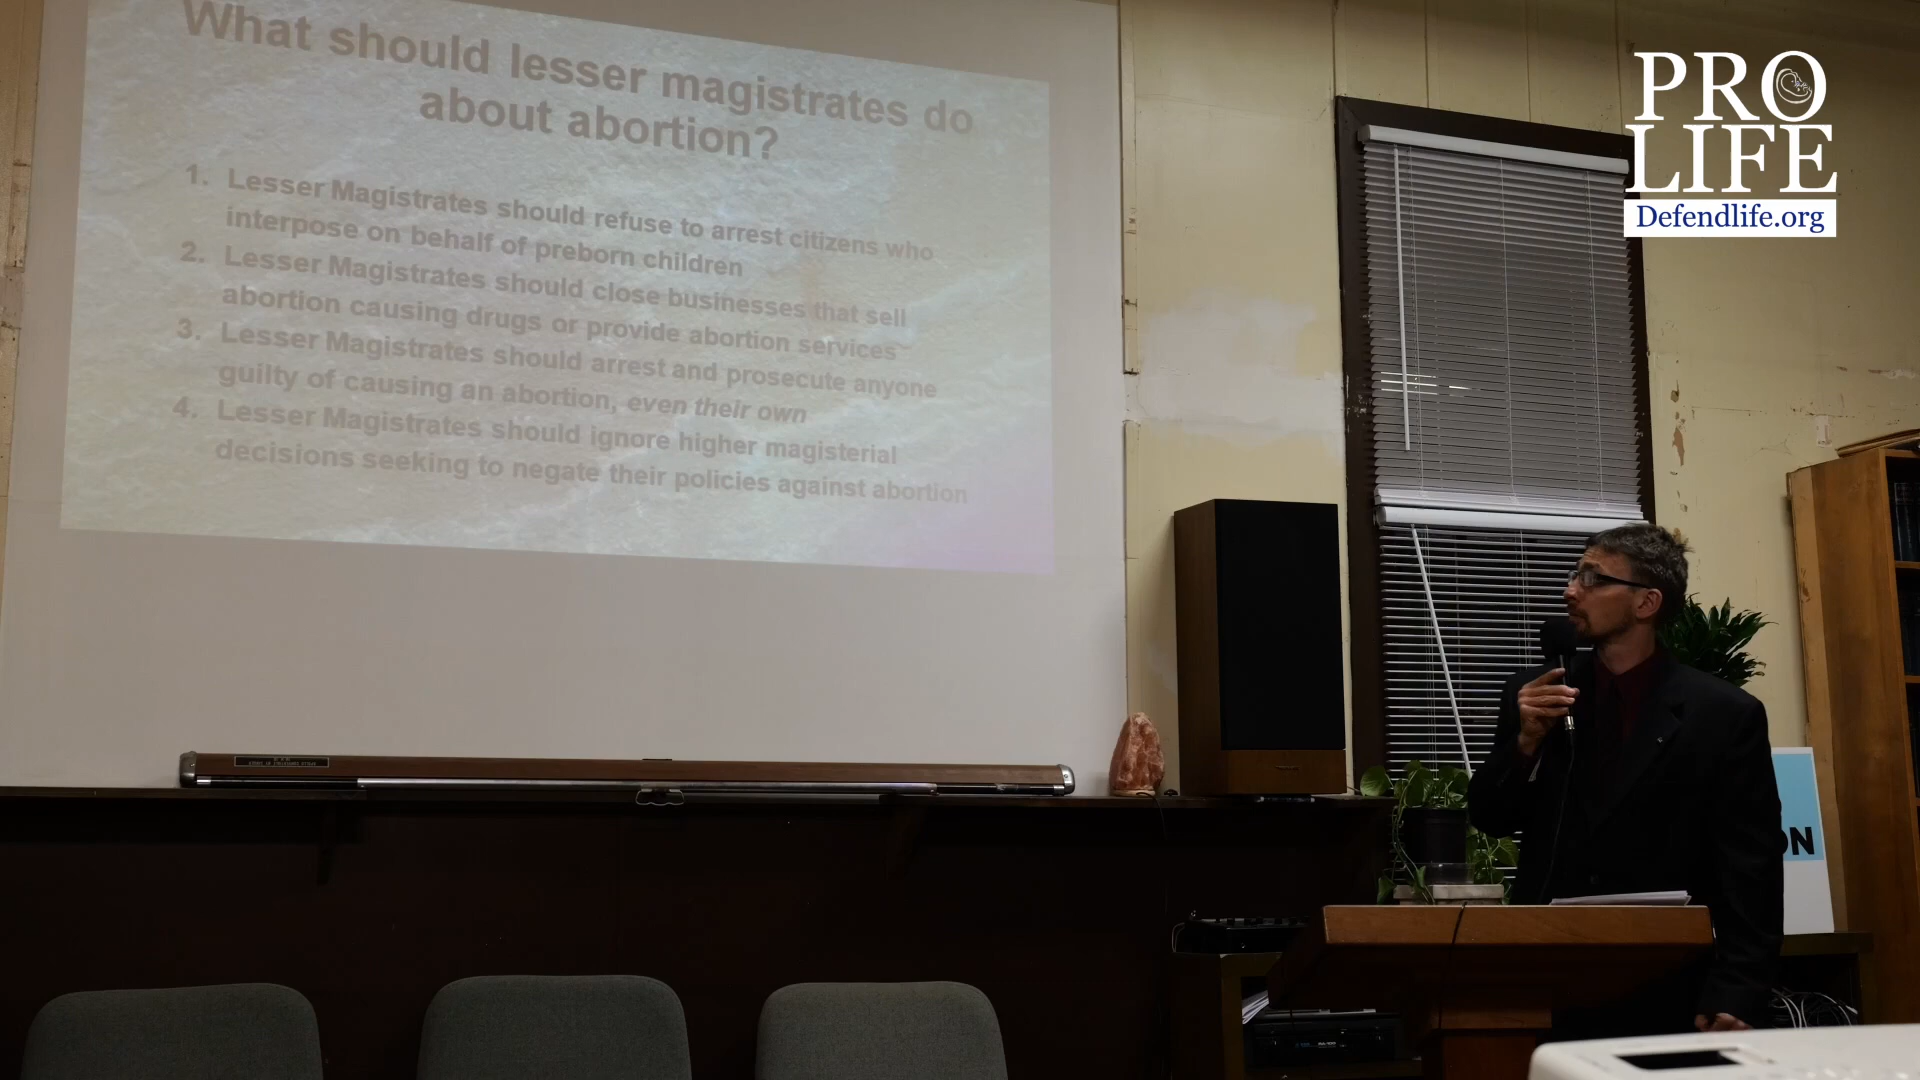 What should lesser magistrates do
about abortion?
1. Lesser Magistrates should refuse to arrest citizens who
interpose on behalf of preborn children
2. Lesser Magistrates should close businesses that sell
abortion causing drugs or provide abortion services
3. Lesser Magistrates should arrest and prosecute anyone
guilty of causing an abortion, even their own
4. Lesser Magistrates should ignore higher magisterial
decisions seeking to negate their policies against abortion
PRO
LIFE
Defendlife.org
ON